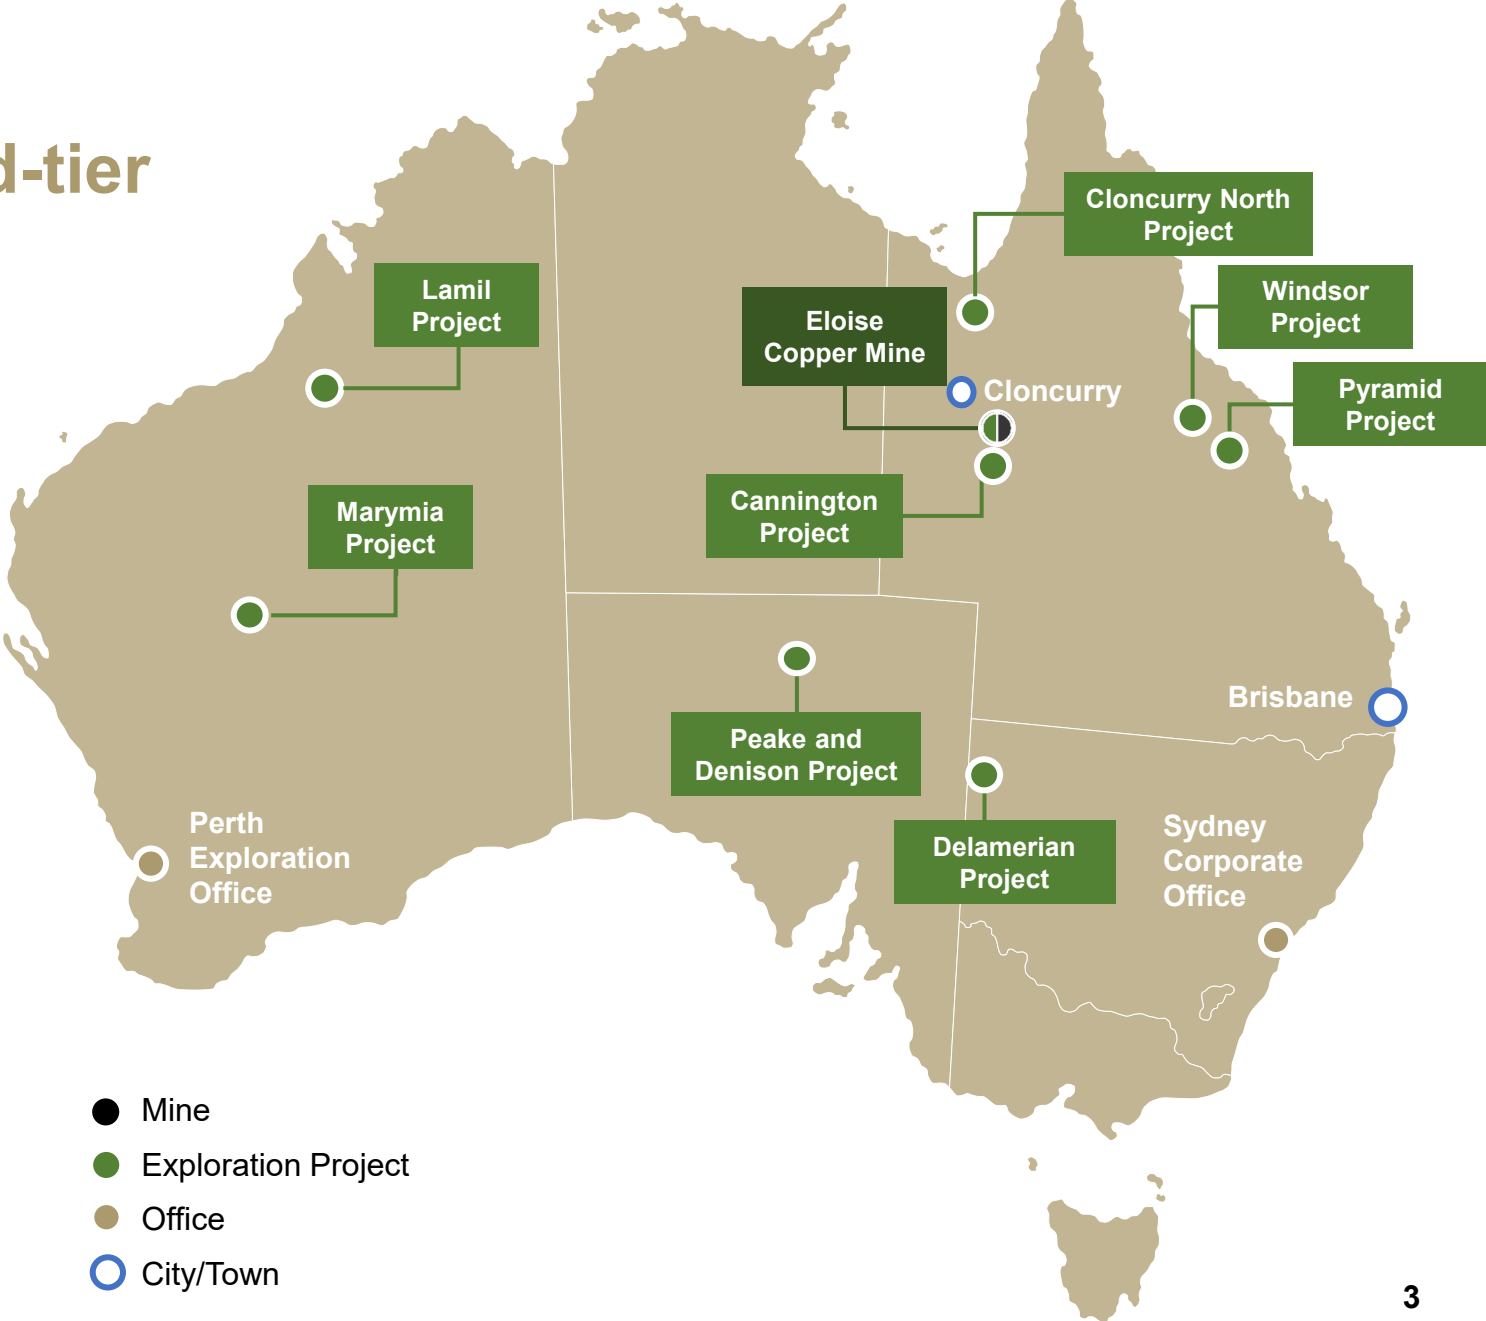 d-tier
Cloncurry North
Project
Lamil
Project
Windsor
Project
Eloise
Copper Mine
Pyramid
Project
Cloncurry
Cannington
Project
Marymia
Project
Brisbane
Peake and
Denison Project
Perth
Exploration
Office
Sydney
Corporate
Office
Delamerian
Project
Mine
Exploration Project
Office
City/Town
3